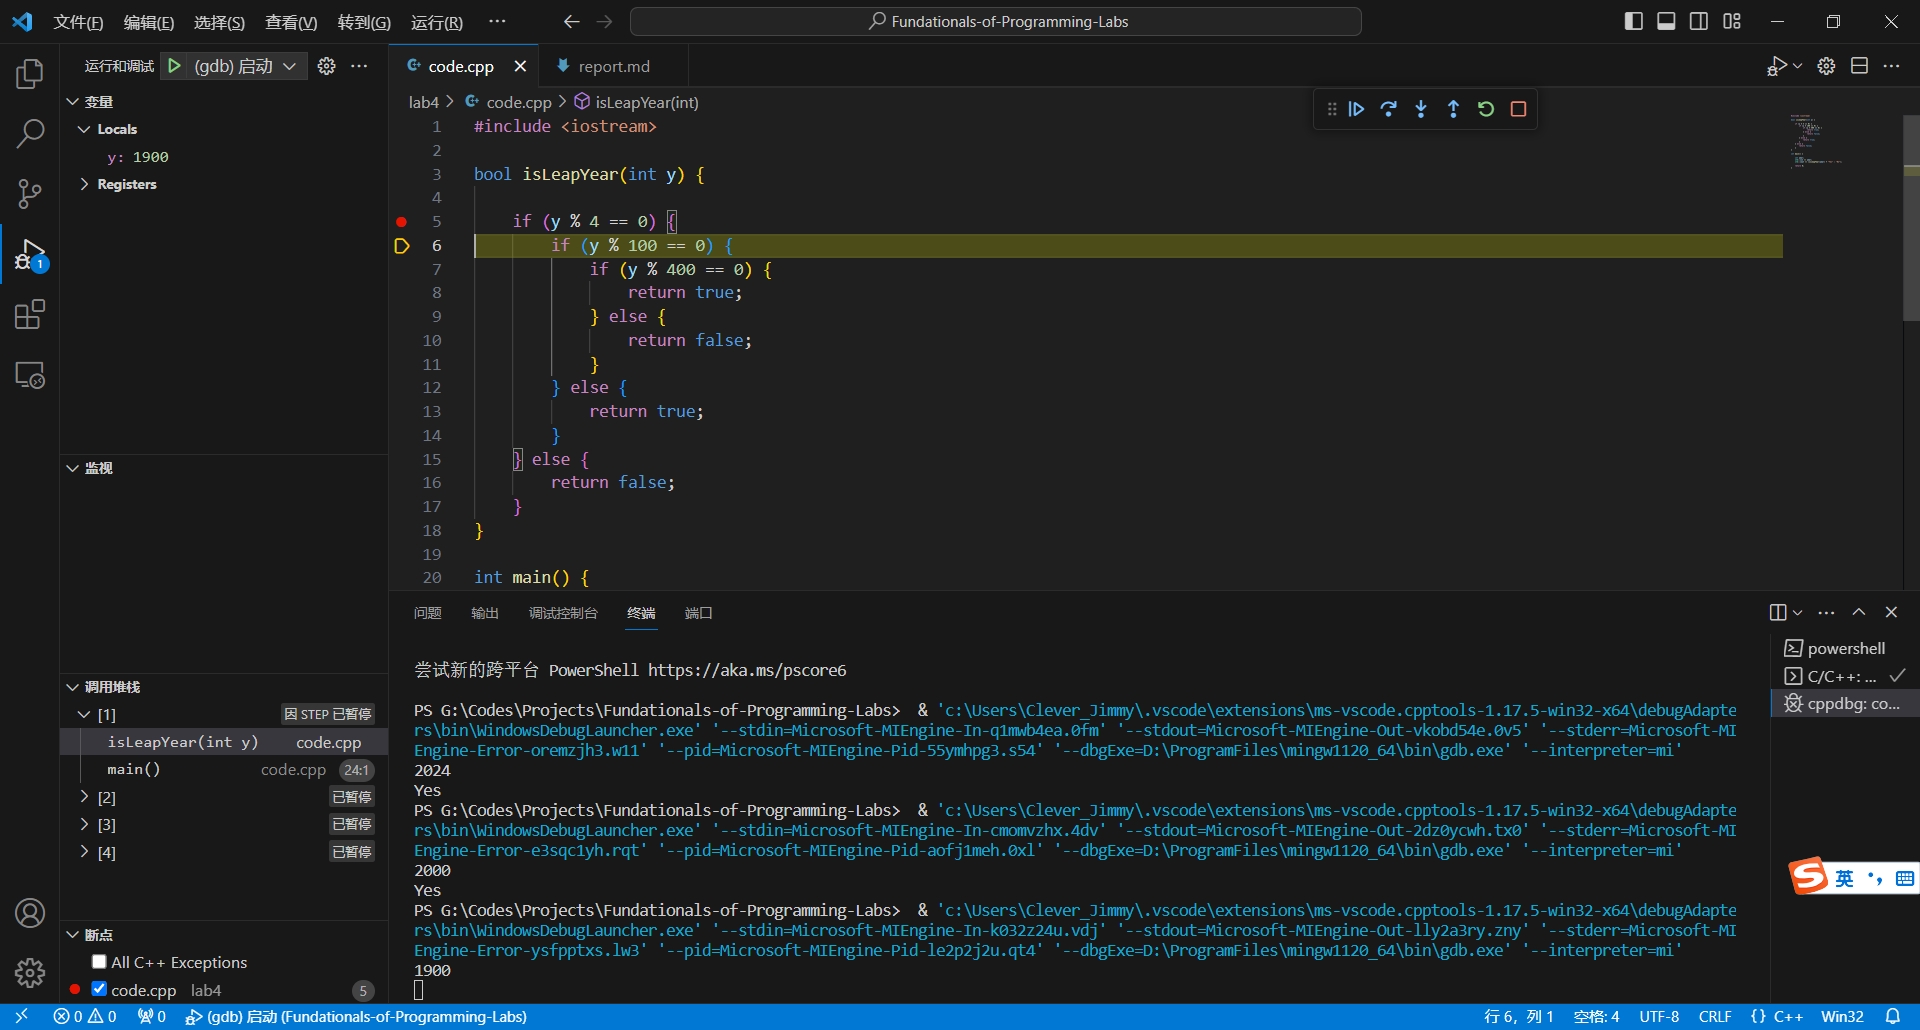 文件(F) 编辑(E) 选择(S) 查看(V) 转到(G) 运行(R) ··· Fundationals-of-Programming-Labs
运行和调试 (gdb) 启动 ···
变量
Locals
y: 1900
Registers
监视
调用堆栈
[1] 因 STEP 已暂停
isLeapYear(int y) code.cpp
main() code.cpp 24:1
[2] 已暂停
[3] 已暂停
[4] 已暂停
断点
All C++ Exceptions
code.cpp lab4 5
1
code.cpp report.md
lab4 > code.cpp > isLeapYear(int)
1 #include <iostream>
2
3 bool isLeapYear(int y) {
4
5 if (y % 4 == 0) {
6 if (y % 100 == 0) {
7 if (y % 400 == 0) {
8 return true;
9 } else {
10 return false;
11 }
12 } else {
13 return true;
14 }
15 } else {
16 return false;
17 }
18 }
19
20 int main() {
问题 输出 调试控制台 终端 端口
尝试新的跨平台 PowerShell https://aka.ms/pscore6
PS G:\Codes\Projects\Fundationals-of-Programming-Labs> & 'c:\Users\Clever_Jimmy\.vscode\extensions\ms-vscode.cpptools-1.17.5-win32-x64\debugAdapte
rs\bin\WindowsDebugLauncher.exe' '--stdin=Microsoft-MIEngine-In-q1mwb4ea.0fm' '--stdout=Microsoft-MIEngine-Out-vkobd54e.0v5' '--stderr=Microsoft-MI
Engine-Error-oremzjh3.w11' '--pid=Microsoft-MIEngine-Pid-55ymhpg3.s54' '--dbgExe=D:\ProgramFiles\mingw1120_64\bin\gdb.exe' '--interpreter=mi'
2024
Yes
PS G:\Codes\Projects\Fundationals-of-Programming-Labs> & 'c:\Users\Clever_Jimmy\.vscode\extensions\ms-vscode.cpptools-1.17.5-win32-x64\debugAdapte
rs\bin\WindowsDebugLauncher.exe' '--stdin=Microsoft-MIEngine-In-cmomvzhx.4dv' '--stdout=Microsoft-MIEngine-Out-2dz0ycwh.tx0' '--stderr=Microsoft-MI
Engine-Error-e3sqc1yh.rqt' '--pid=Microsoft-MIEngine-Pid-aofj1meh.0xl' '--dbgExe=D:\ProgramFiles\mingw1120_64\bin\gdb.exe' '--interpreter=mi'
2000
Yes
PS G:\Codes\Projects\Fundationals-of-Programming-Labs> & 'c:\Users\Clever_Jimmy\.vscode\extensions\ms-vscode.cpptools-1.17.5-win32-x64\debugAdapte
rs\bin\WindowsDebugLauncher.exe' '--stdin=Microsoft-MIEngine-In-k032z24u.vdj' '--stdout=Microsoft-MIEngine-Out-lly2a3ry.zny' '--stderr=Microsoft-MI
Engine-Error-ysfpptxs.lw3' '--pid=Microsoft-MIEngine-Pid-le2p2j2u.qt4' '--dbgExe=D:\ProgramFiles\mingw1120_64\bin\gdb.exe' '--interpreter=mi'
1900
powershell
C/C++: ...
cppdbg: co...
英
0 0 0 (gdb) 启动 (Fundationals-of-Programming-Labs) 行 6，列 1 空格: 4 UTF-8 CRLF {} C++ Win32